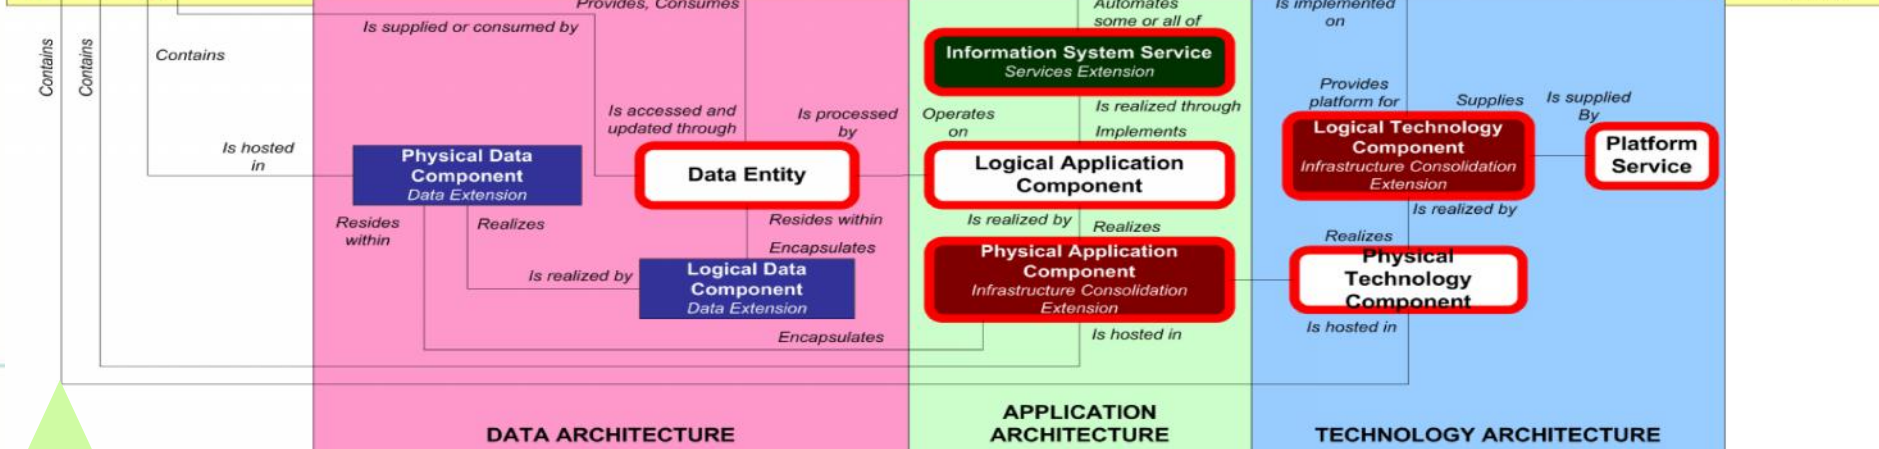 Provides, Consumes
Automates
some or all of
Is implemented
on
Is supplied or consumed by
Contains
Contains
Contains
Information System Service
Services Extension
Provides
platform for
Supplies
Is supplied
By
Is accessed and
updated through
Is processed
by
Operates
on
Is realized through
Implements
Is hosted
in
Physical Data
Component
Data Extension
Data Entity
Logical Application
Component
Logical Technology
Component
Infrastructure Consolidation
Extension
Platform
Service
Resides
within
Realizes
Resides within
Encapsulates
Is realized by
Realizes
Is realized by
Realizes
Is realized by
Logical Data
Component
Data Extension
Physical Application
Component
Infrastructure Consolidation
Extension
Physical
Technology
Component
Encapsulates
Is hosted in
Is hosted in
DATA ARCHITECTURE
APPLICATION
ARCHITECTURE
TECHNOLOGY ARCHITECTURE